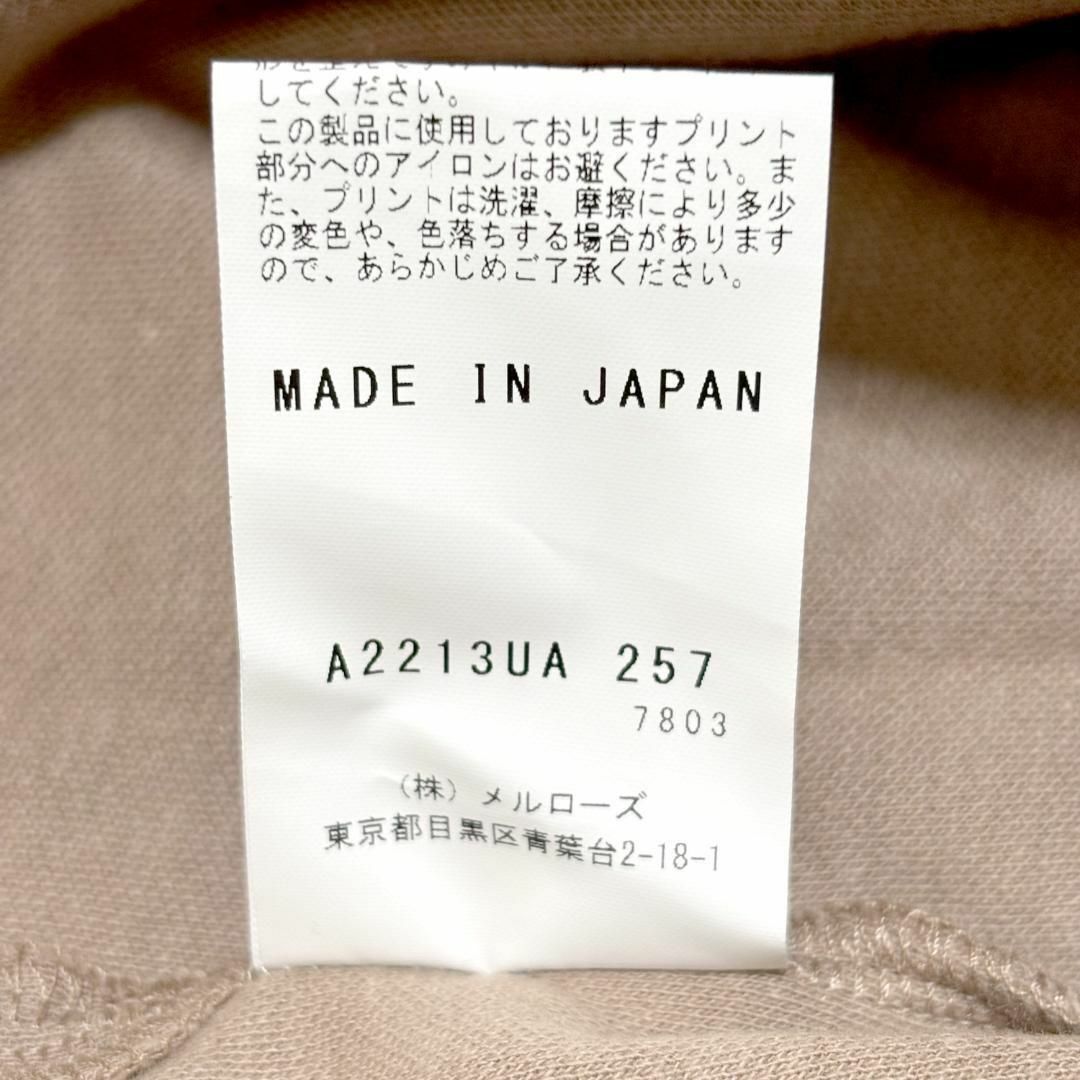 してください。
この製品に使用しておりますプリント
部分へのアイロンはお避ください。ま
た、プリントは洗濯、摩擦により多少
の変色や、色落ちする場合があります
ので、あらかじめご了承ください。
MADE IN JAPAN
A2213UA 257
7803
(株) メルローズ
東京都目黒区青葉台2-18-1